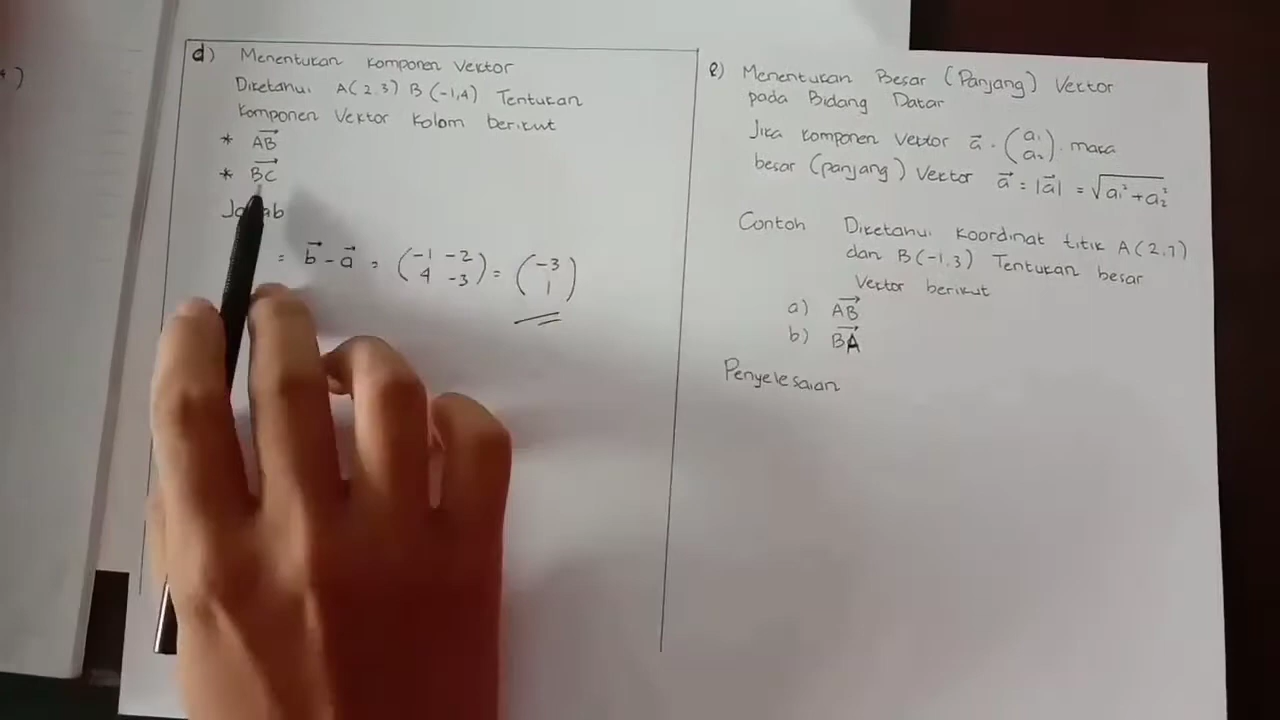 d) Menentukan Komponen Vektor
Diketahui A(2,3) B(-1,4) Tentukan
Komponen Vektor Kolom berikut
* AB
* BC
= b - a = (-1 -2
4 -3) = (-3
1)
e) Menentukan Besar (Panjang) Vektor
pada Bidang Datar
Jika komponen vektor a = (a₁
a₂). maka
besar (panjang) Vektor a = |a| = √a₁² + a₂²
Contoh Diketahui koordinat titik A(2,7)
dan B(-1,3) Tentukan besar
Vektor berikut
a) AB
b) BA
Penyelesaian